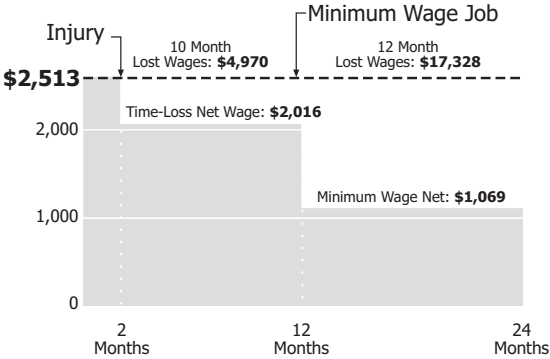 Minimum Wage Job
Injury
10 Month
Lost Wages: $4,970
12 Month
Lost Wages: $17,328
$2,513
Time-Loss Net Wage: $2,016
2,000
Minimum Wage Net: $1,069
1,000
0
2
Months
12
Months
24
Months